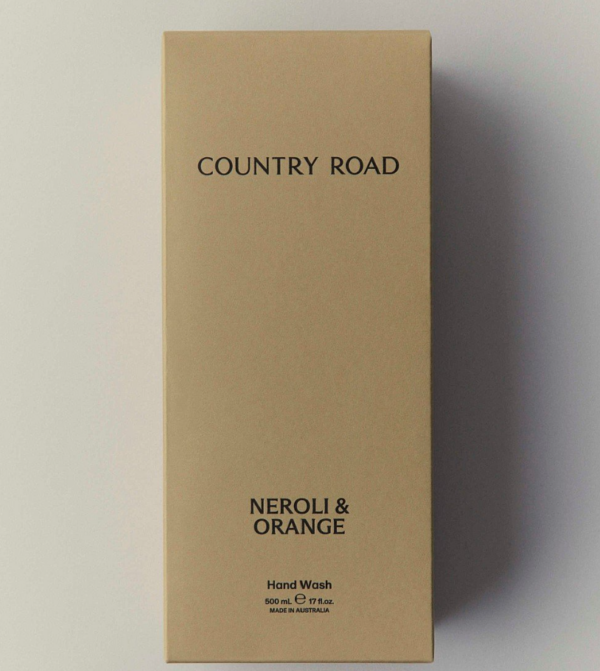 COUNTRY ROAD
NEROLI &
ORANGE
Hand Wash
500 mL ℮ 17 fl.oz.
MADE IN AUSTRALIA